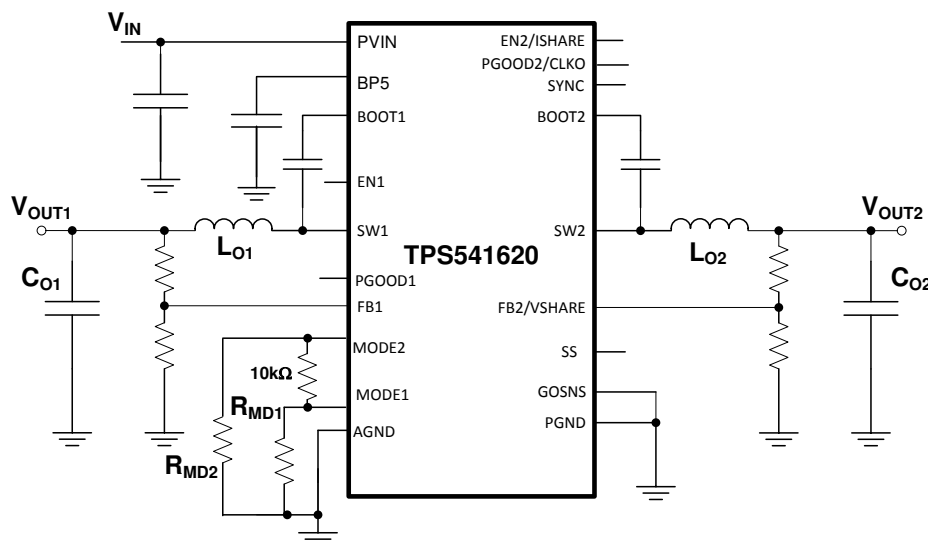 VIN
PVIN
BP5
BOOT1
EN1
VOUT1
LO1
SW1
CO1
PGOOD1
FB1
MODE2
10kΩ
MODE1
RMD1
AGND
RMD2
TPS541620
EN2/ISHARE
PGOOD2/CLKO
SYNC
BOOT2
SW2
LO2
VOUT2
CO2
FB2/VSHARE
SS
GOSNS
PGND